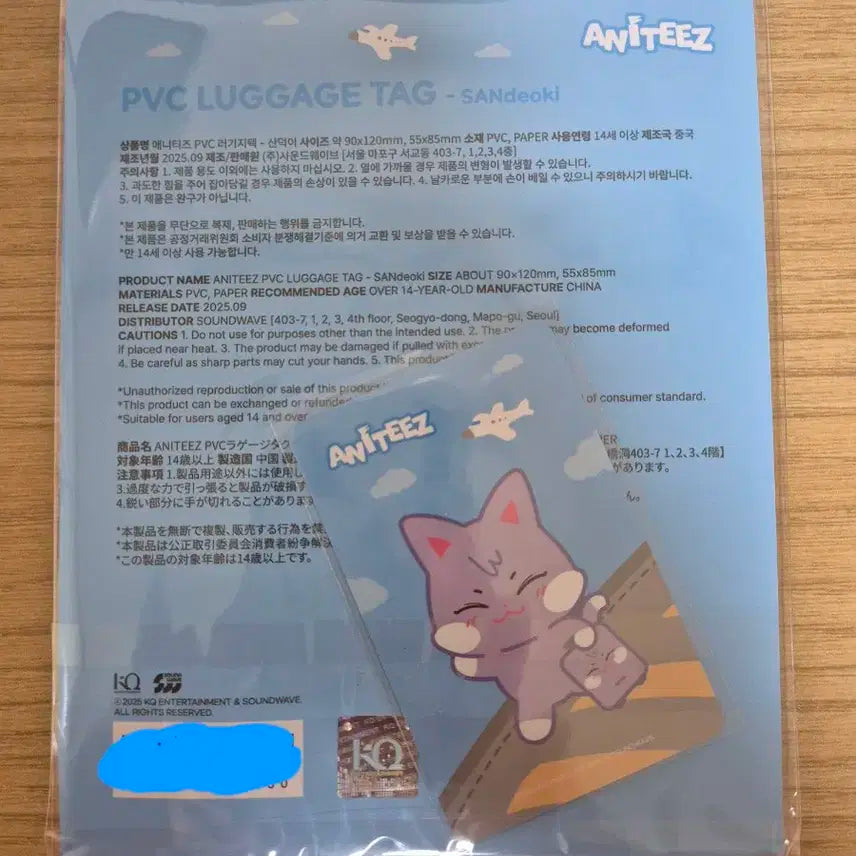 ANITEEZ
PVC LUGGAGE TAG - SANdeoki
상품명 애니티즈 PVC 러기지택 - 산덕이 사이즈 약 90x120mm, 55x85mm 소재 PVC, PAPER 사용연령 14세 이상 제조국 중국
제조년월 2025.09 제조/판매원 (주)사운드웨이브 [서울 마포구 서교동 403-7, 1,2,3,4층]
주의사항 1. 제품 용도 이외에는 사용하지 마십시오. 2. 열에 가까울 경우 제품의 변형이 발생할 수 있습니다.
3. 과도한 힘을 주어 잡아당길 경우 제품의 손상이 있을 수 있습니다. 4. 날카로운 부분에 손이 베일 수 있으니 주의하시기 바랍니다.
5. 이 제품은 완구가 아닙니다.
*본 제품을 무단으로 복제, 판매하는 행위를 금지합니다.
*본 제품은 공정거래위원회 소비자 분쟁해결기준에 의거 교환 및 보상을 받을 수 있습니다.
*만 14세 이상 사용 가능합니다.
PRODUCT NAME ANITEEZ PVC LUGGAGE TAG - SANdeoki SIZE ABOUT 90×120mm, 55x85mm
MATERIALS PVC, PAPER RECOMMENDED AGE OVER 14-YEAR-OLD MANUFACTURE CHINA
RELEASE DATE 2025.09
DISTRIBUTOR SOUNDWAVE [403-7, 1, 2, 3, 4th floor, Seogyo-dong, Mapo-gu, Seoul]
CAUTIONS 1. Do not use for purposes other than the intended use. 2. The may become deformed
if placed near heat. 3. The product may be damaged if pulled with
4. Be careful as sharp parts may cut your hands. 5. This
*Unauthorized reproduction or sale of this product
*This product can be exchanged or refunded of consumer standard.
*Suitable for users aged 14 and over
商品名 ANITEEZ PVCラゲージタグ
対象年齢 14歳以上 製造国 中国 403-7 1、2、3、4階】
注意事項 1.製品用途以外には使用し があります。
3.過度な力で引っ張ると製品が破損す
4.鋭い部分に手が切れることがあります ん。
*本製品を無断で複製、販売する行為を
*本製品は公正取引委員会消費者紛争解
*この製品の対象年齢は14歳以上です。
ANITEEZ
KQ SOUND WAVE
ⓒ2025 KQ ENTERTAINMENT & SOUNDWAVE.
ALL RIGHTS RESERVED.
KQ